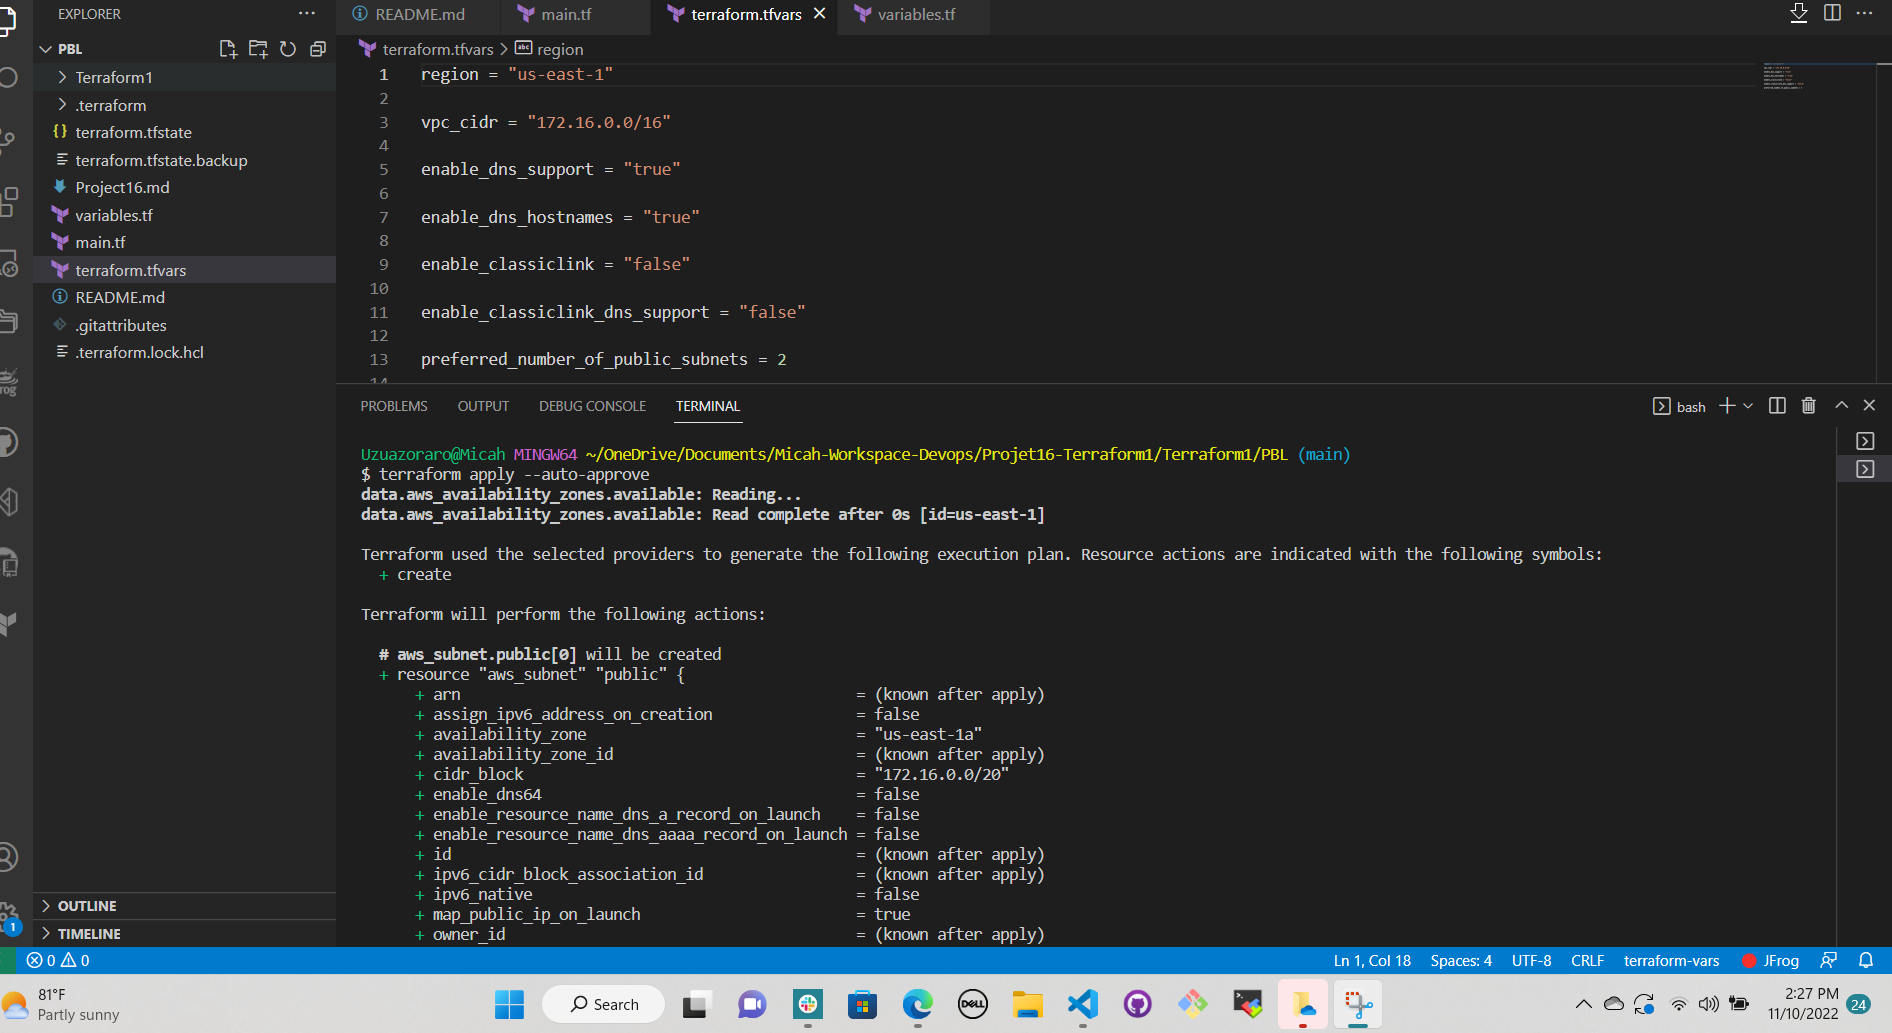 EXPLORER
PBL
Terraform1
.terraform
terraform.tfstate
terraform.tfstate.backup
Project16.md
variables.tf
main.tf
terraform.tfvars
README.md
.gitattributes
.terraform.lock.hcl
OUTLINE
TIMELINE
README.md main.tf terraform.tfvars variables.tf
terraform.tfvars > region
1 region = "us-east-1"
2
3 vpc_cidr = "172.16.0.0/16"
4
5 enable_dns_support = "true"
6
7 enable_dns_hostnames = "true"
8
9 enable_classiclink = "false"
10
11 enable_classiclink_dns_support = "false"
12
13 preferred_number_of_public_subnets = 2
14
PROBLEMS OUTPUT DEBUG CONSOLE TERMINAL
bash
Uzuazoraro@Micah MINGW64 ~/OneDrive/Documents/Micah-Workspace-Devops/Projet16-Terraform1/Terraform1/PBL (main)
$ terraform apply --auto-approve
data.aws_availability_zones.available: Reading...
data.aws_availability_zones.available: Read complete after 0s [id=us-east-1]
Terraform used the selected providers to generate the following execution plan. Resource actions are indicated with the following symbols:
+ create
Terraform will perform the following actions:
# aws_subnet.public[0] will be created
+ resource "aws_subnet" "public" {
+ arn = (known after apply)
+ assign_ipv6_address_on_creation = false
+ availability_zone = "us-east-1a"
+ availability_zone_id = (known after apply)
+ cidr_block = "172.16.0.0/20"
+ enable_dns64 = false
+ enable_resource_name_dns_a_record_on_launch = false
+ enable_resource_name_dns_aaaa_record_on_launch = false
+ id = (known after apply)
+ ipv6_cidr_block_association_id = (known after apply)
+ ipv6_native = false
+ map_public_ip_on_launch = true
+ owner_id = (known after apply)
1
0 0
Ln 1, Col 18 Spaces: 4 UTF-8 CRLF terraform-vars JFrog
81°F
Partly sunny
Search
DELL
2:27 PM
11/10/2022
24